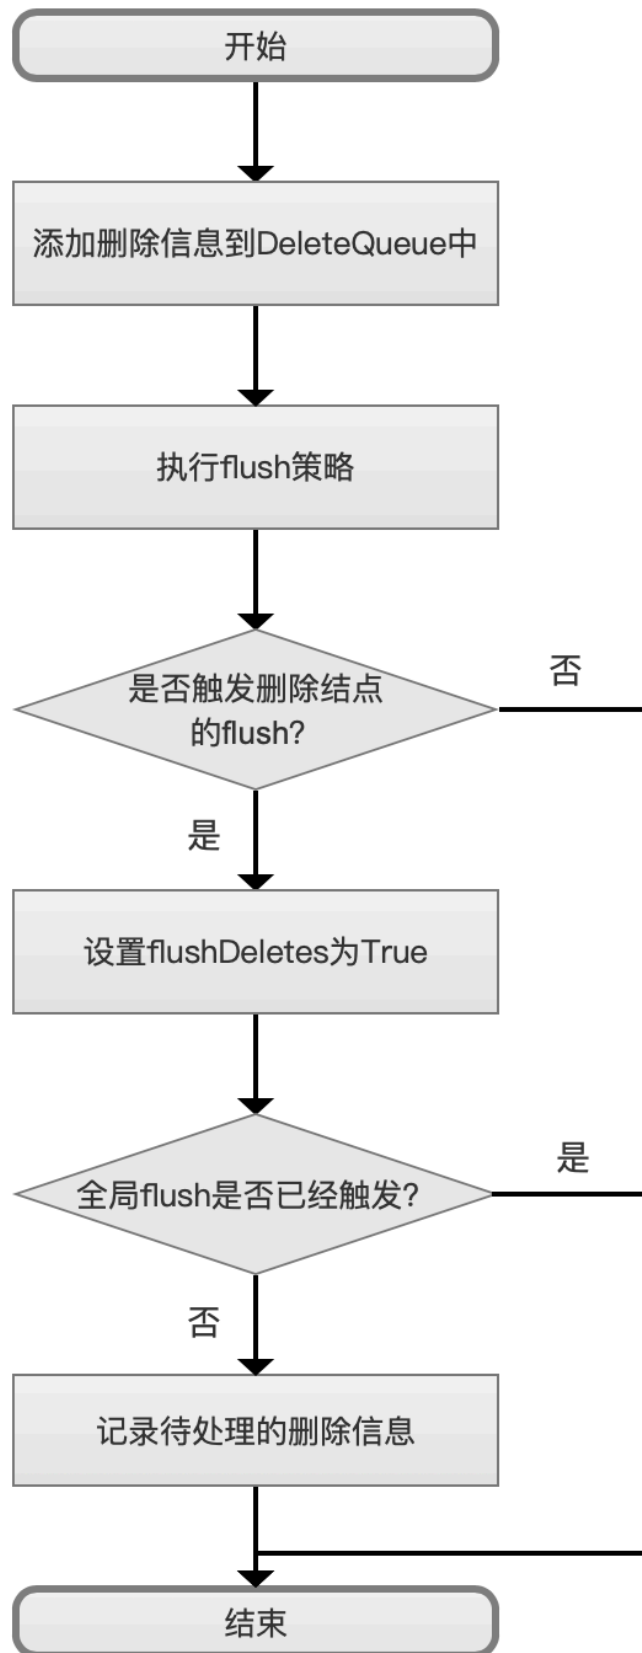 开始
添加删除信息到DeleteQueue中
执行flush策略
是否触发删除结点
的flush?
否
是
设置flushDeletes为True
全局flush是否已经触发?
是
否
记录待处理的删除信息
结束